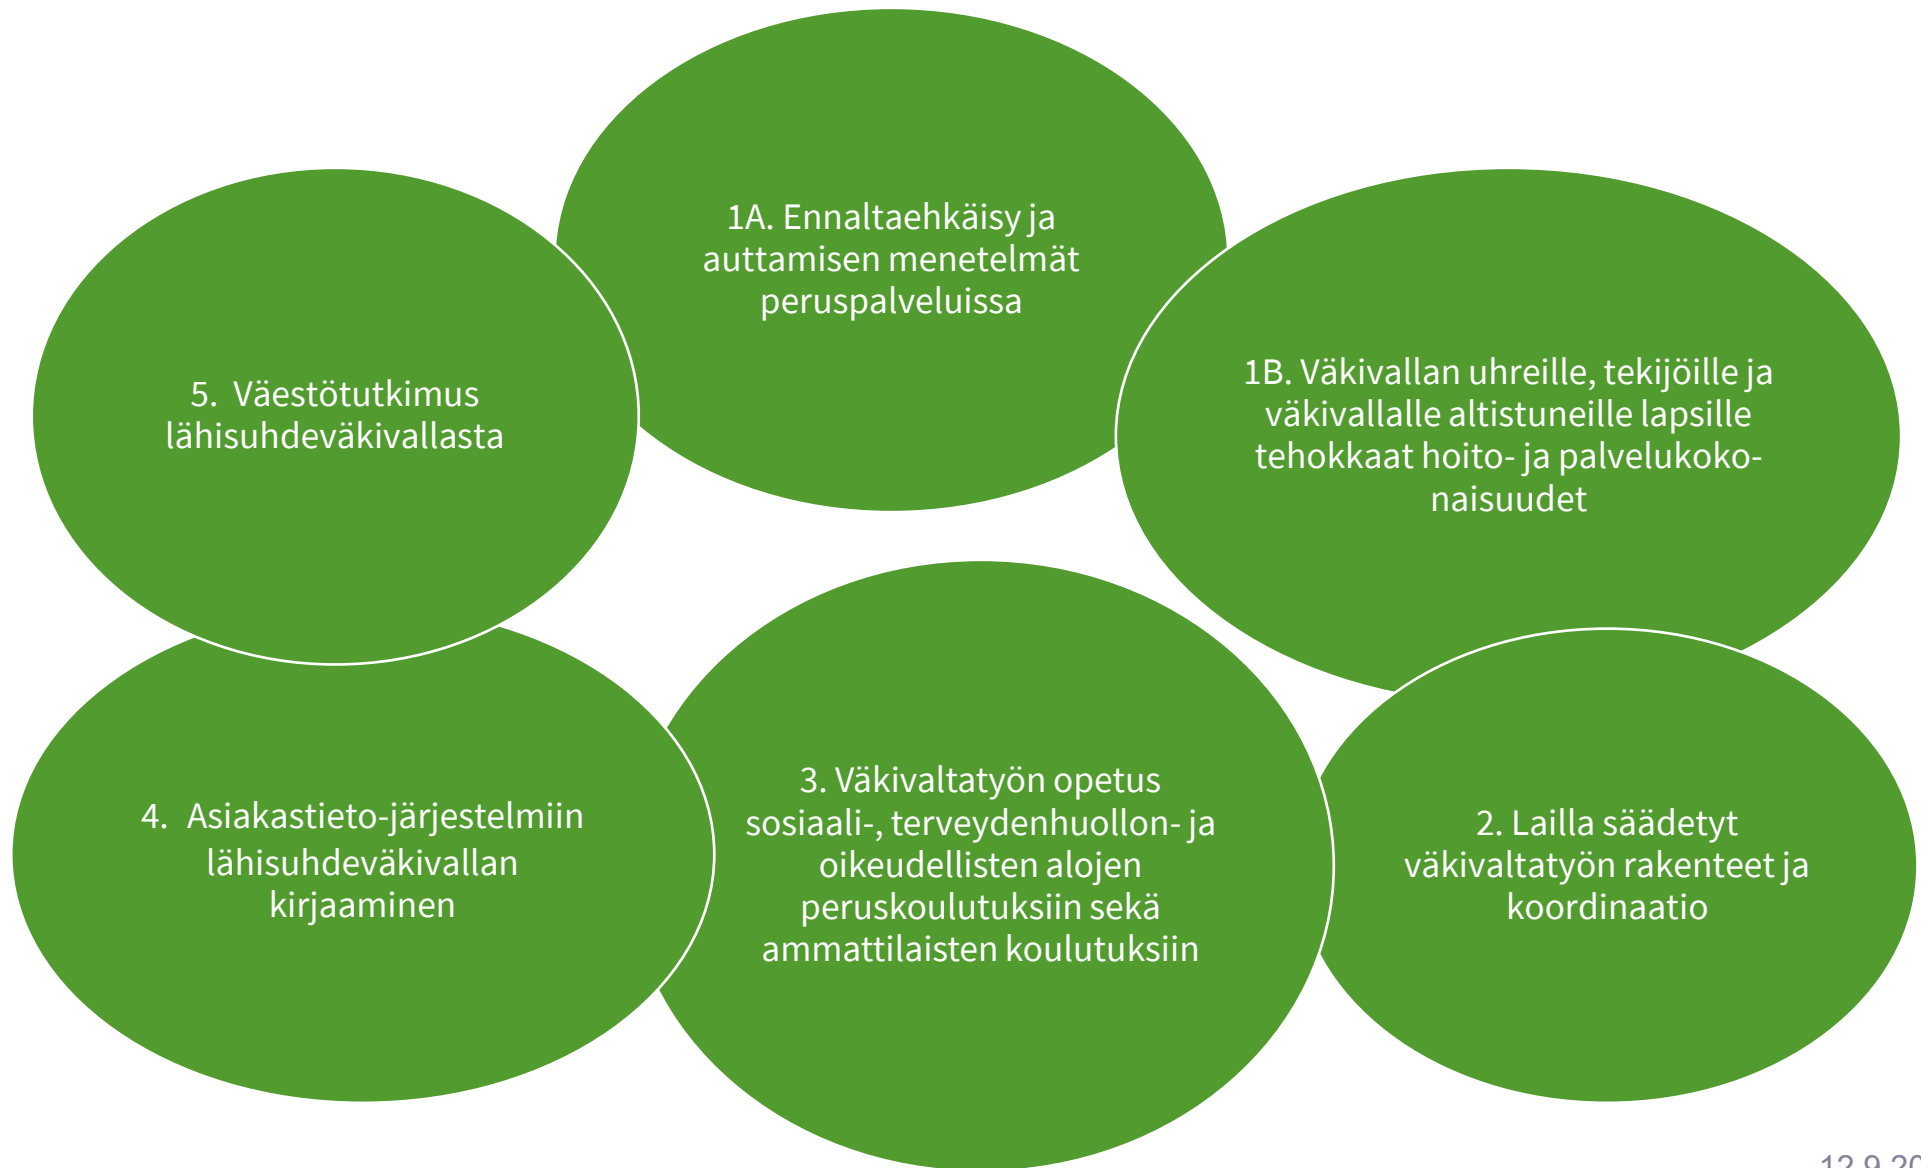 1A. Ennaltaehkäisy ja
auttamisen menetelmät
peruspalveluissa
1B. Väkivallan uhreille, tekijöille ja
väkivallalle altistuneille lapsille
tehokkaat hoito- ja palvelukoko-
naisuudet
2. Lailla säädetyt
väkivaltatyön rakenteet ja
koordinaatio
3. Väkivaltatyön opetus
sosiaali-, terveydenhuollon- ja
oikeudellisten alojen
peruskoulutuksiin sekä
ammattilaisten koulutuksiin
4. Asiakastieto-järjestelmiin
lähisuhdeväkivallan
kirjaaminen
5. Väestötutkimus
lähisuhdeväkivallasta